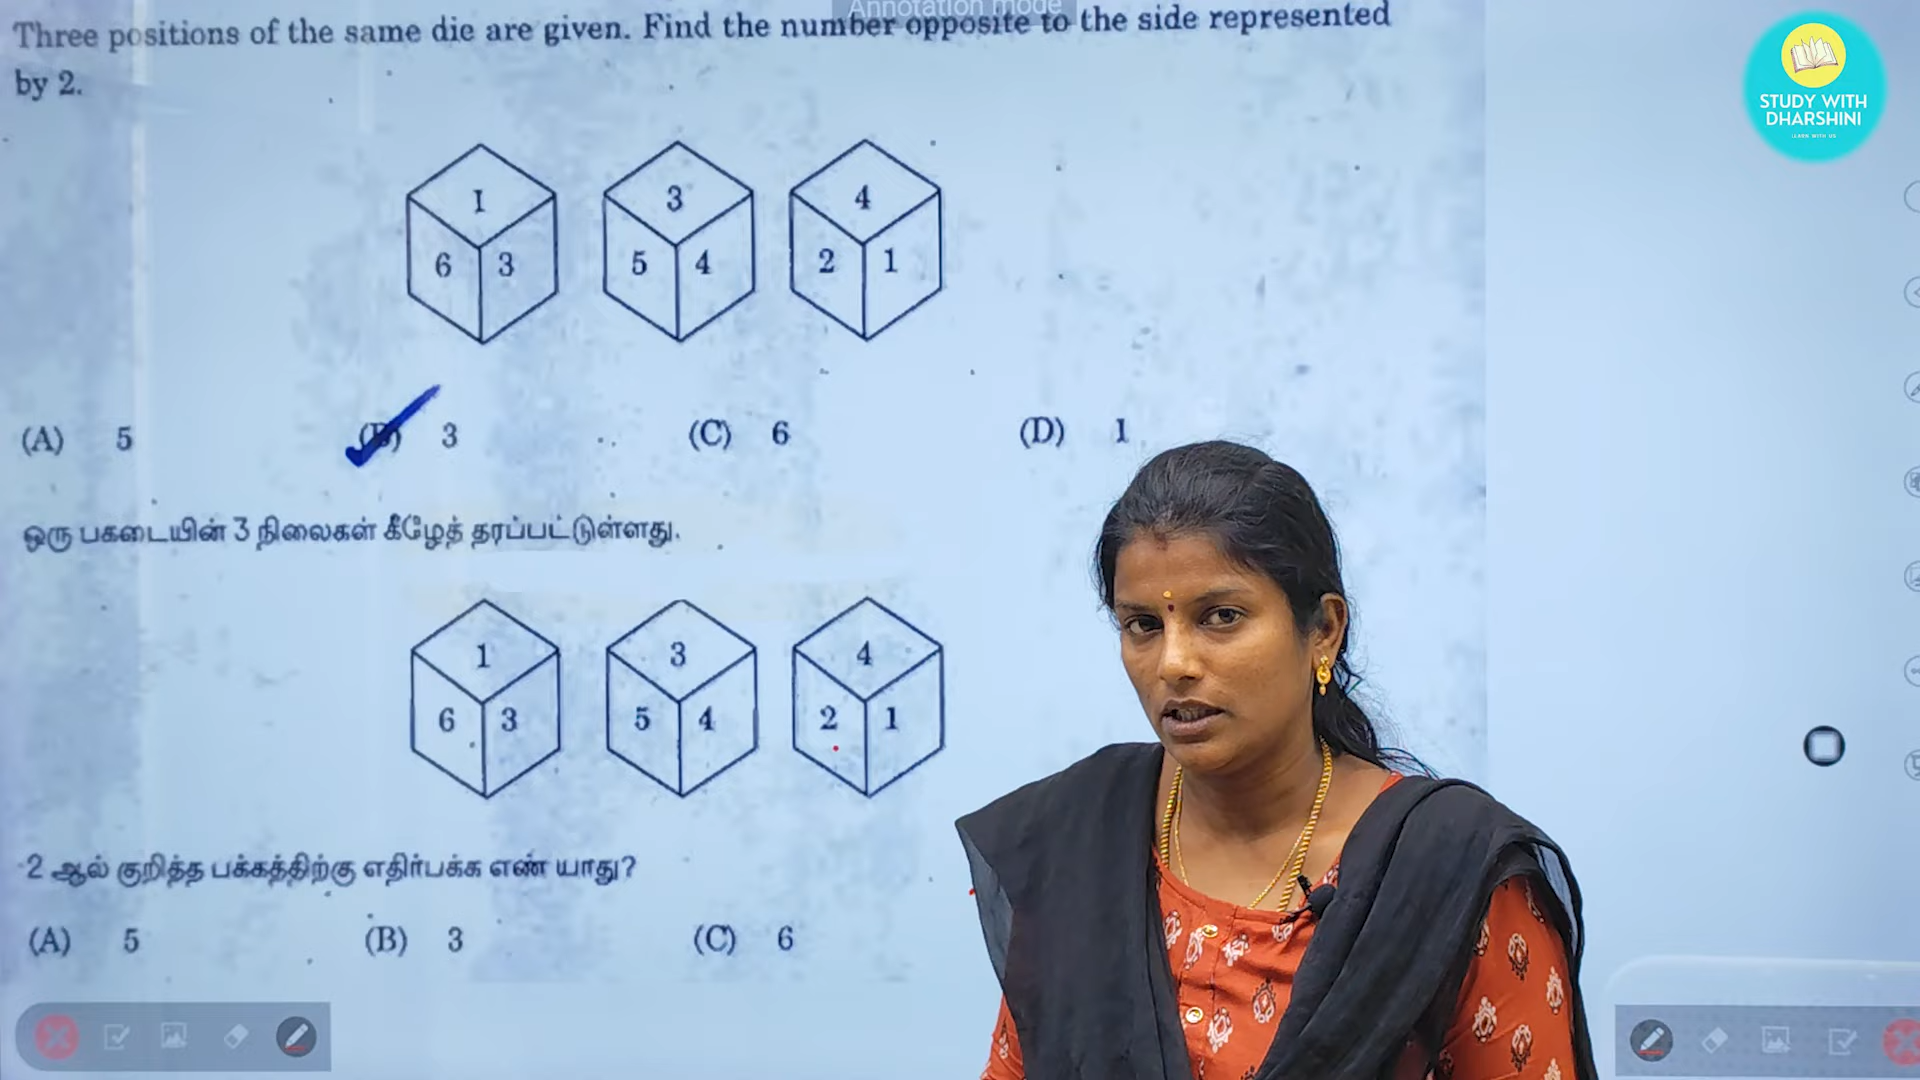 Annotation mode
Three positions of the same die are given. Find the number opposite to the side represented
by 2.
STUDY WITH
DHARSHINI
LEARN WITH US
1 3 4
6 3 5 4 2 1
(A) 5 (B) 3 (C) 6 (D) 1
ஒரு பகடையின் 3 நிலைகள் கீழேத் தரப்பட்டுள்ளது.
1 3 4
6 3 5 4 2 1
2 ஆல் குறித்த பக்கத்திற்கு எதிர்பக்க எண் யாது?
(A) 5 (B) 3 (C) 6